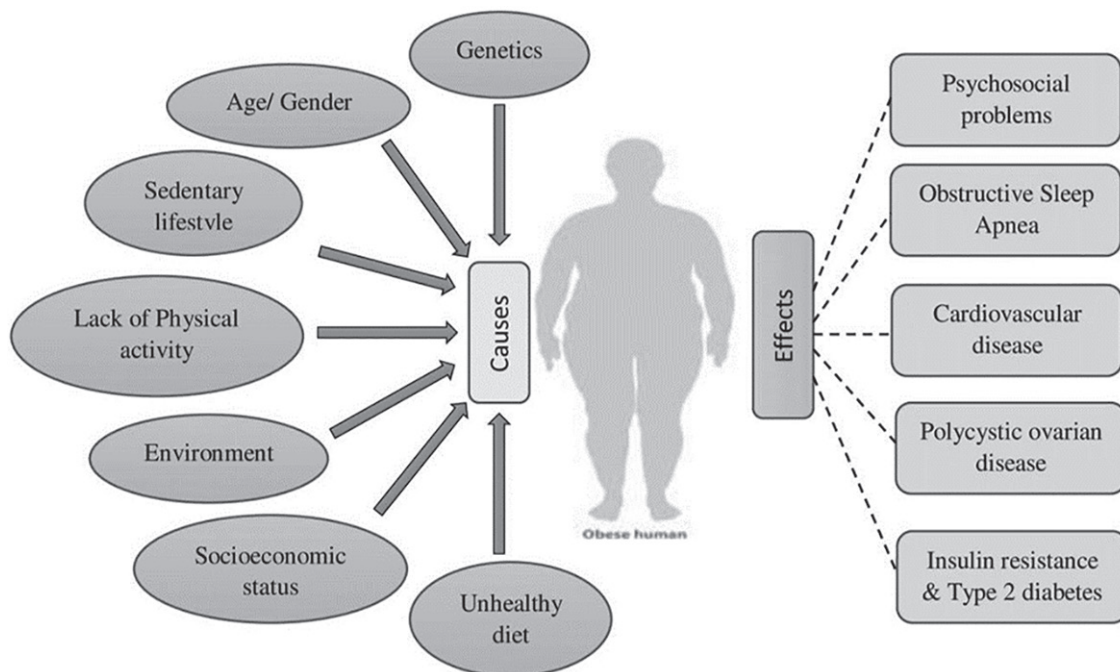 Genetics
Age/ Gender
Sedentary
lifestvle
Lack of Physical
activity
Environment
Socioeconomic
status
Unhealthy
diet
Causes
Obese human
Effects
Psychosocial
problems
Obstructive Sleep
Apnea
Cardiovascular
disease
Polycystic ovarian
disease
Insulin resistance
& Type 2 diabetes